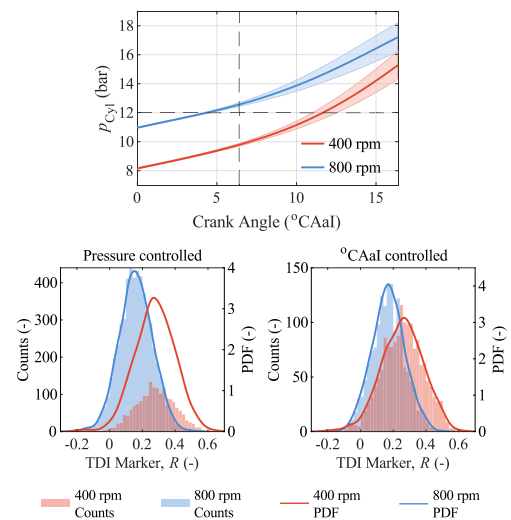 18
16
14
12
10
8
p_Cyl (bar)
400 rpm
800 rpm
0 5 10 15
Crank Angle (°CAaI)
Pressure controlled
400
300
200
100
0
Counts (-)
4
3
2
1
0
PDF (-)
-0.2 0 0.2 0.4 0.6
TDI Marker, R (-)
°CAaI controlled
150
100
50
0
Counts (-)
4
3
2
1
0
PDF (-)
-0.2 0 0.2 0.4 0.6
TDI Marker, R (-)
400 rpm Counts
800 rpm Counts
400 rpm PDF
800 rpm PDF